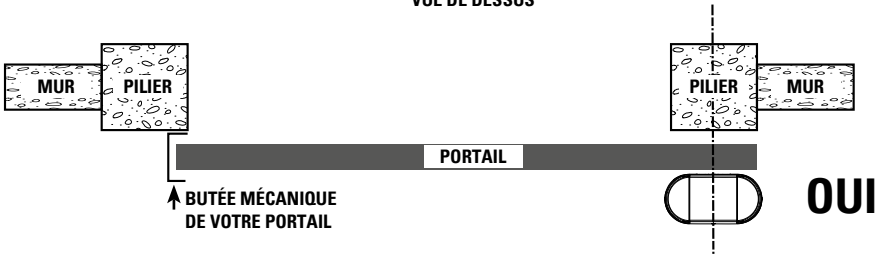 VUE DE DESSUS
MUR PILIER PILIER MUR
PORTAIL
OUI
BUTÉE MÉCANIQUE
DE VOTRE PORTAIL